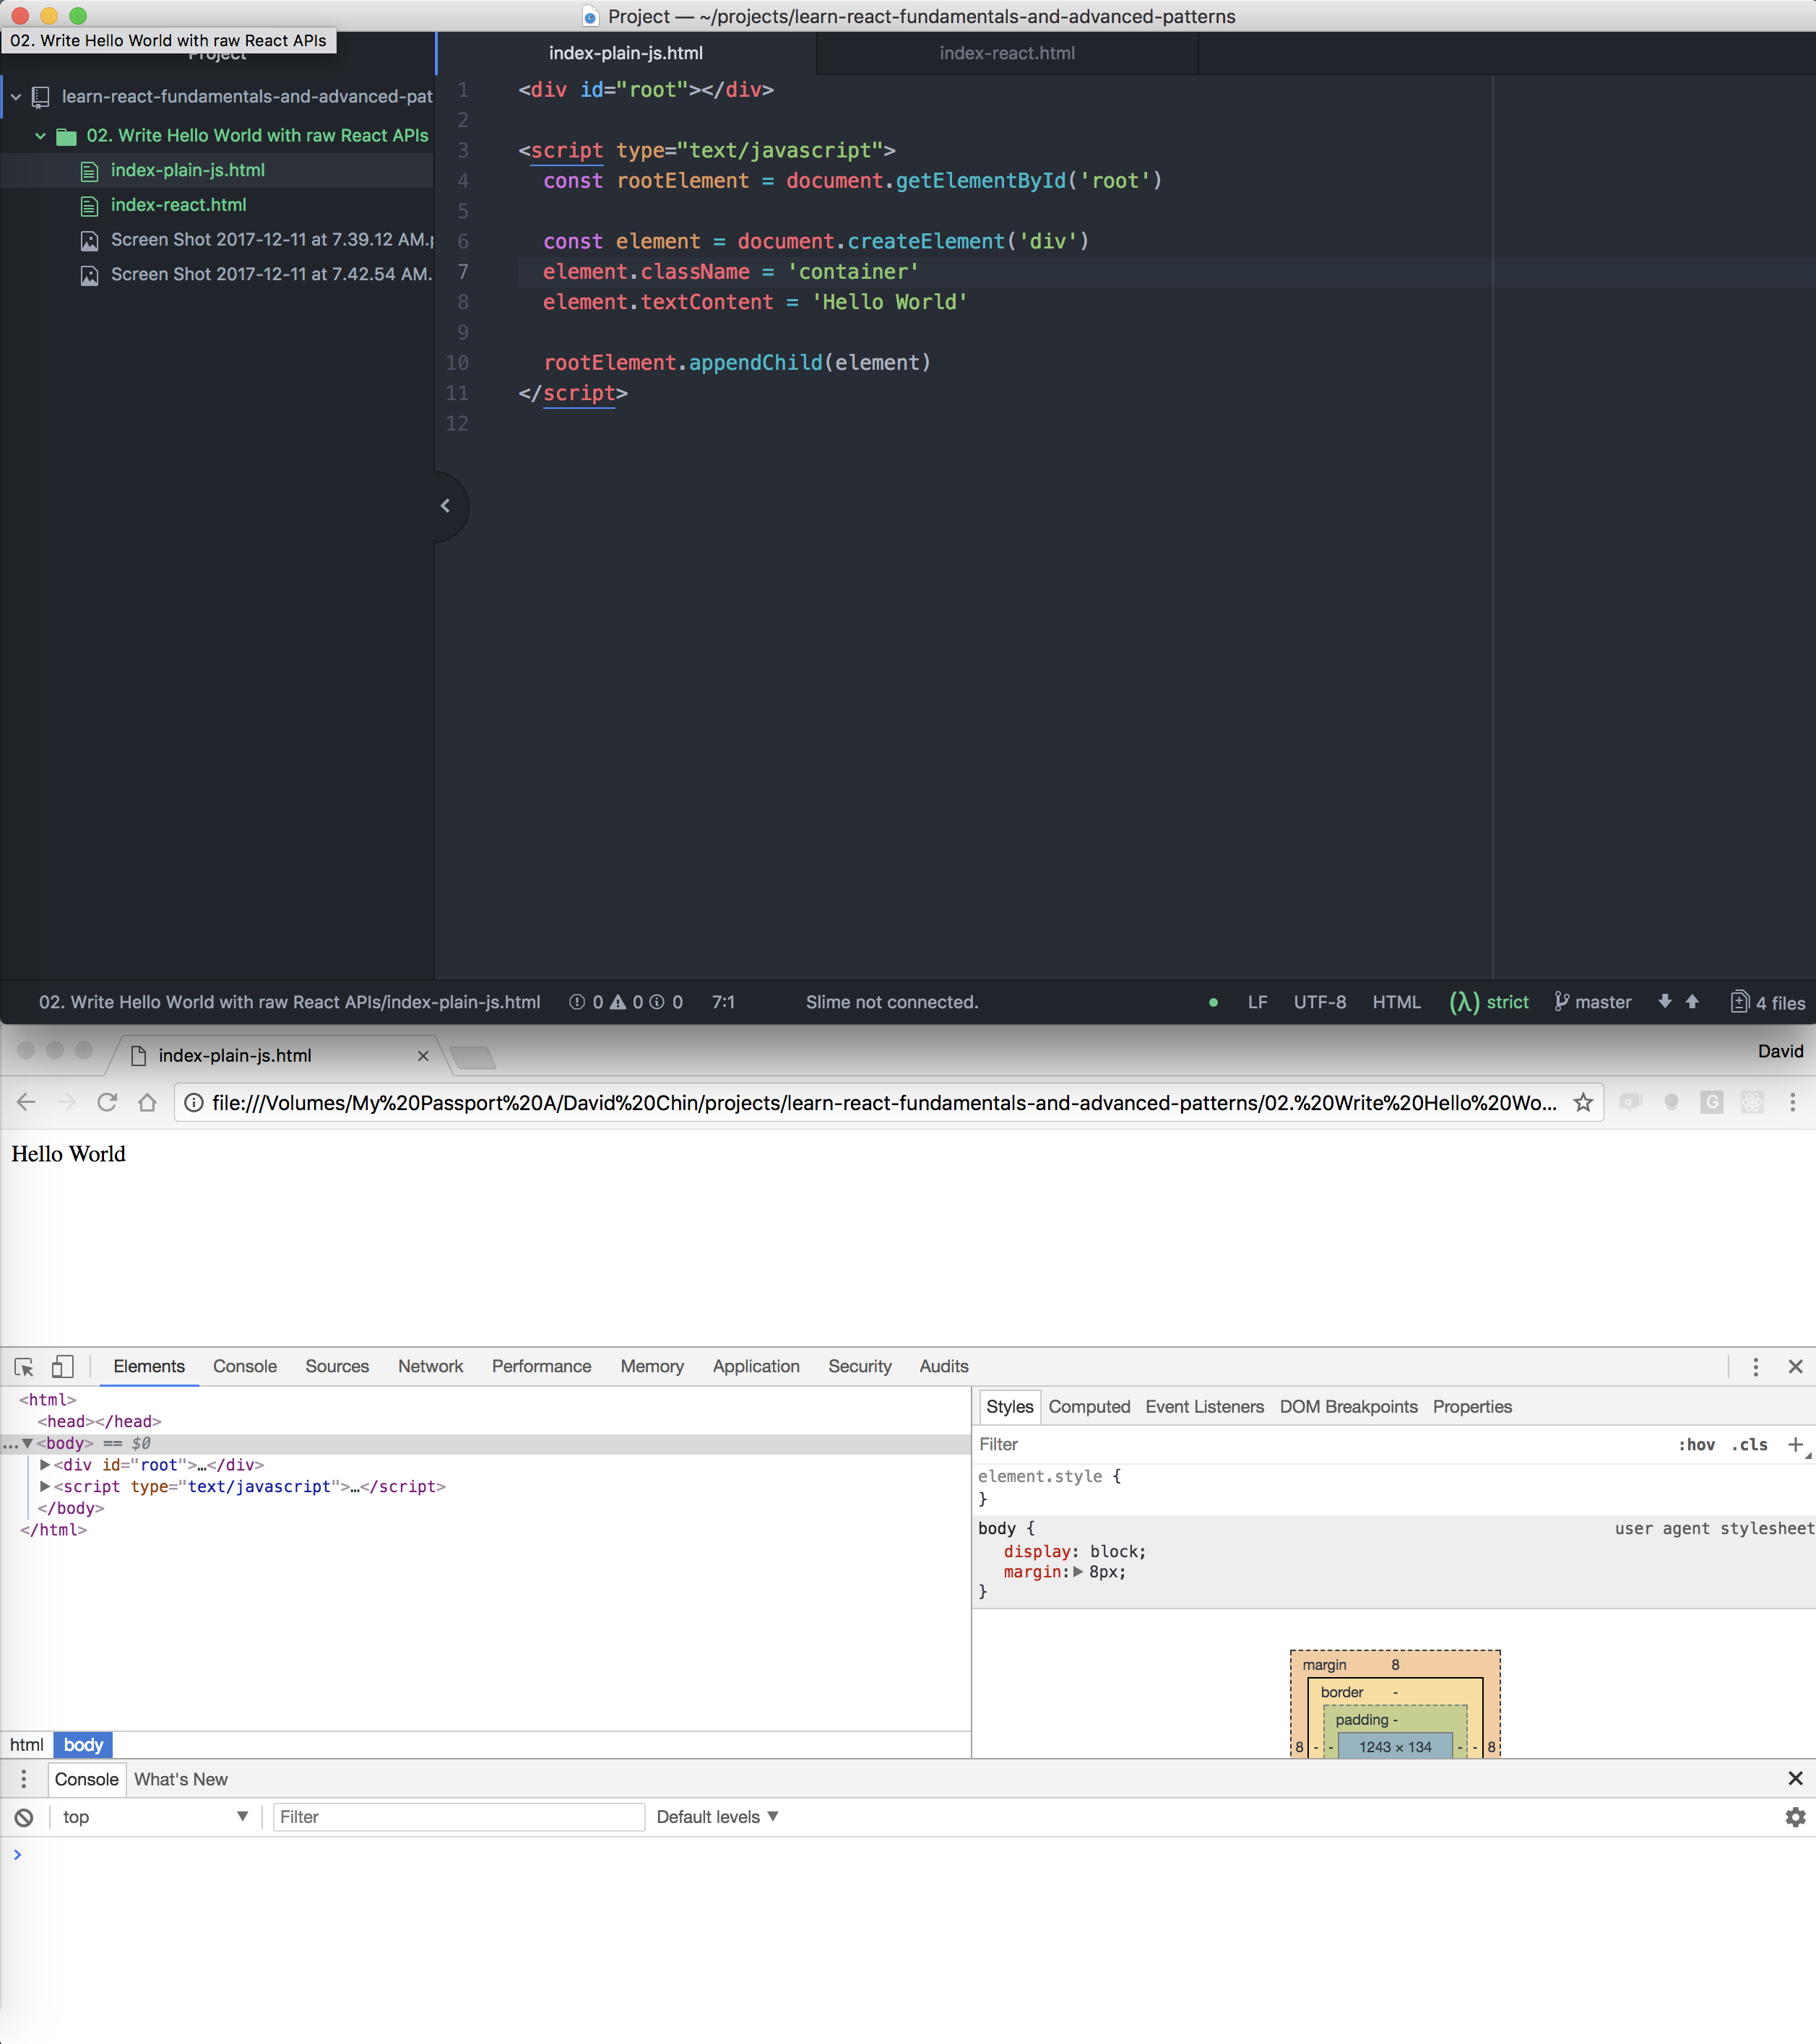 Project — ~/projects/learn-react-fundamentals-and-advanced-patterns
02. Write Hello World with raw React APIs
Project
learn-react-fundamentals-and-advanced-pat
02. Write Hello World with raw React APIs
index-plain-js.html
index-react.html
Screen Shot 2017-12-11 at 7.39.12 AM.p
Screen Shot 2017-12-11 at 7.42.54 AM.
index-plain-js.html index-react.html
1 <div id="root"></div>
2
3 <script type="text/javascript">
4 const rootElement = document.getElementById('root')
5
6 const element = document.createElement('div')
7 element.className = 'container'
8 element.textContent = 'Hello World'
9
10 rootElement.appendChild(element)
11 </script>
12
02. Write Hello World with raw React APIs/index-plain-js.html 0 0 0 7:1 Slime not connected. LF UTF-8 HTML (λ) strict master 4 files
index-plain-js.html David
file:///Volumes/My%20Passport%20A/David%20Chin/projects/learn-react-fundamentals-and-advanced-patterns/02.%20Write%20Hello%20Wo... G
Hello World
Elements Console Sources Network Performance Memory Application Security Audits
<html>
<head></head>
...▼<body> == $0
▶<div id="root">…</div>
▶<script type="text/javascript">…</script>
</body>
</html>
html body
Styles Computed Event Listeners DOM Breakpoints Properties
Filter :hov .cls +
element.style {
}
body { user agent stylesheet
display: block;
margin:▶8px;
}
margin 8
border -
padding -
8 - - 1243 × 134 - - 8
Console What's New
top ▼ Filter Default levels ▼
>